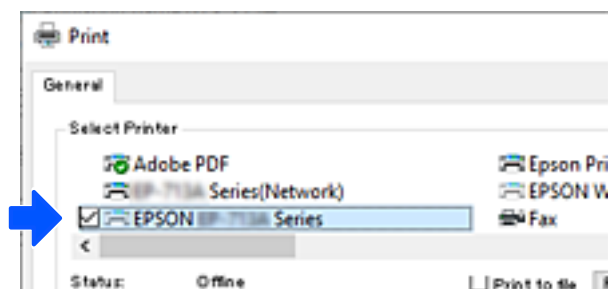 Print
General
Select Printer
Adobe PDF
Epson Pri
Series(Network)
EPSON W
EPSON Series
Fax
Status: Offline
Print to file